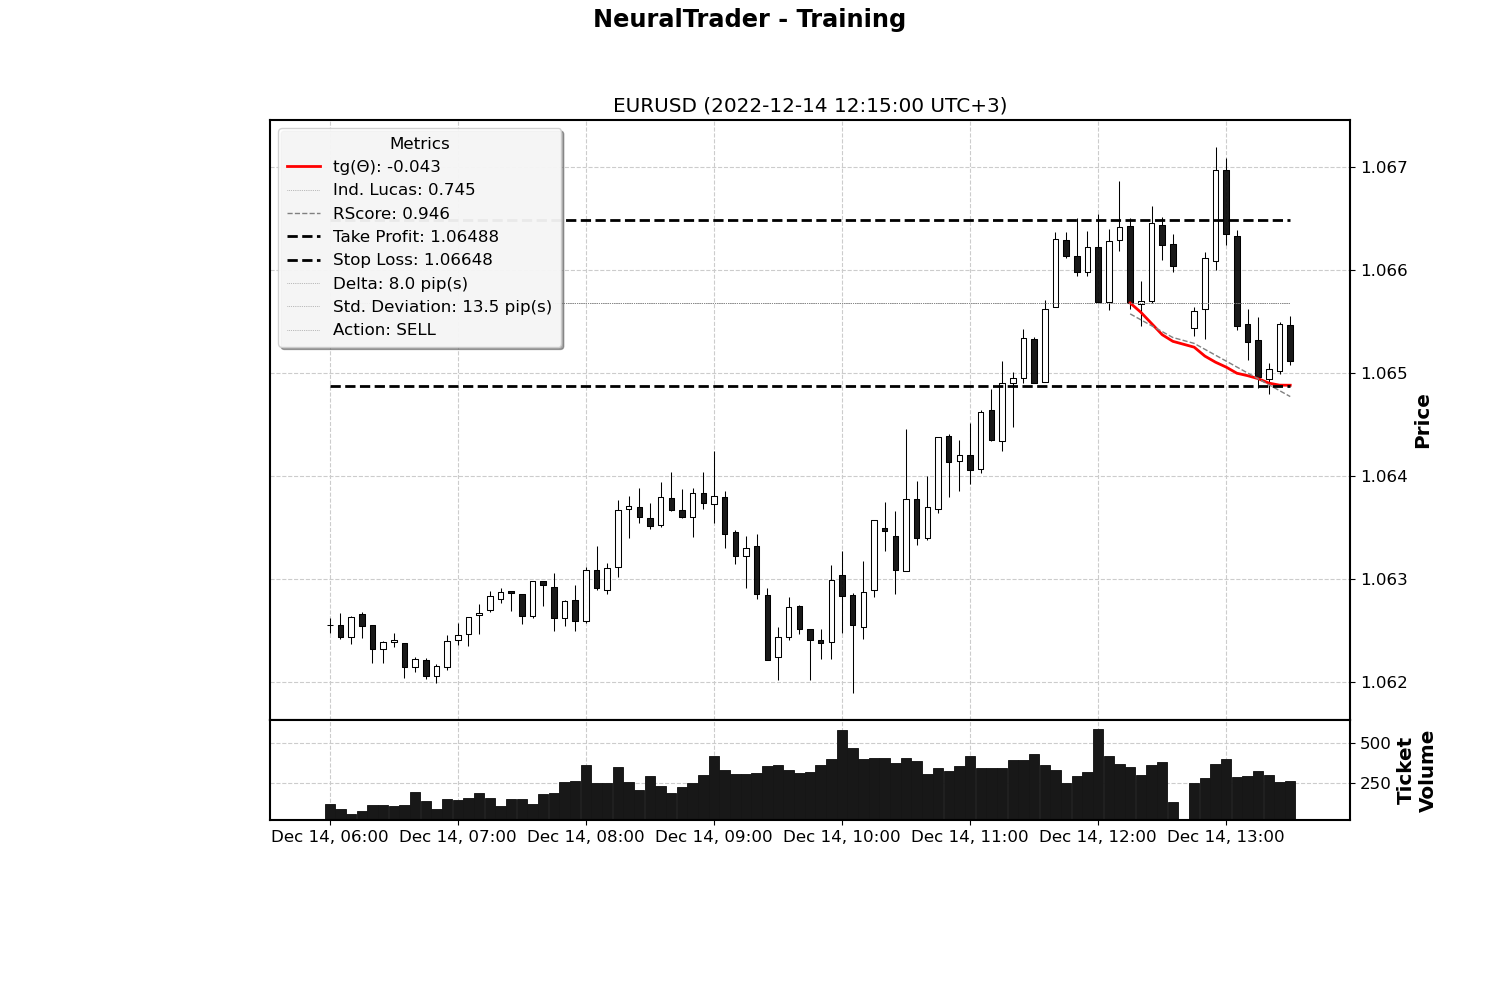 NeuralTrader - Training
EURUSD (2022-12-14 12:15:00 UTC+3)
Metrics
tg(Θ): -0.043
Ind. Lucas: 0.745
RScore: 0.946
Take Profit: 1.06488
Stop Loss: 1.06648
Delta: 8.0 pip(s)
Std. Deviation: 13.5 pip(s)
Action: SELL
1.067
1.066
1.065
1.064
1.063
1.062
Price
500
250
Ticket
Volume
Dec 14, 06:00
Dec 14, 07:00
Dec 14, 08:00
Dec 14, 09:00
Dec 14, 10:00
Dec 14, 11:00
Dec 14, 12:00
Dec 14, 13:00